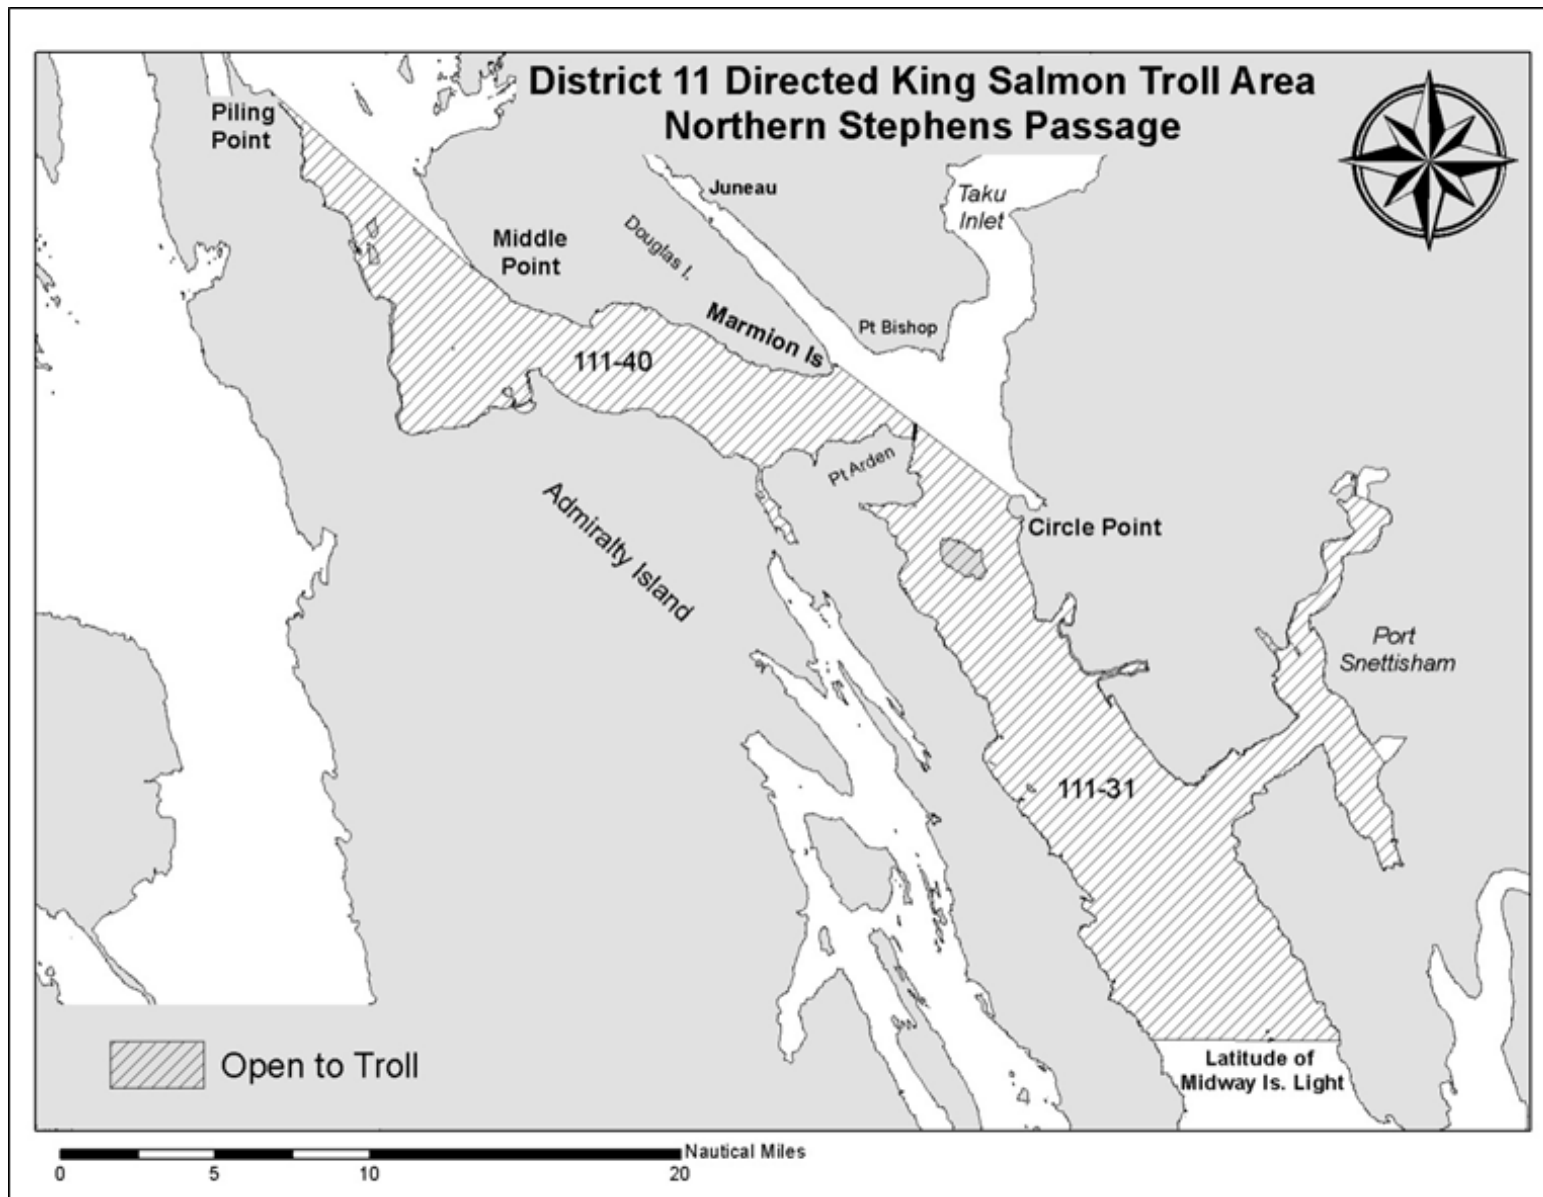 District 11 Directed King Salmon Troll Area
Northern Stephens Passage
Piling
Point
Juneau
Taku
Inlet
Middle
Point
Douglas I.
Marmion Is
Pt Bishop
111-40
Pt Arden
Admiralty Island
Circle Point
Port
Snettisham
111-31
Open to Troll
Latitude of
Midway Is. Light
Nautical Miles
0 5 10 20